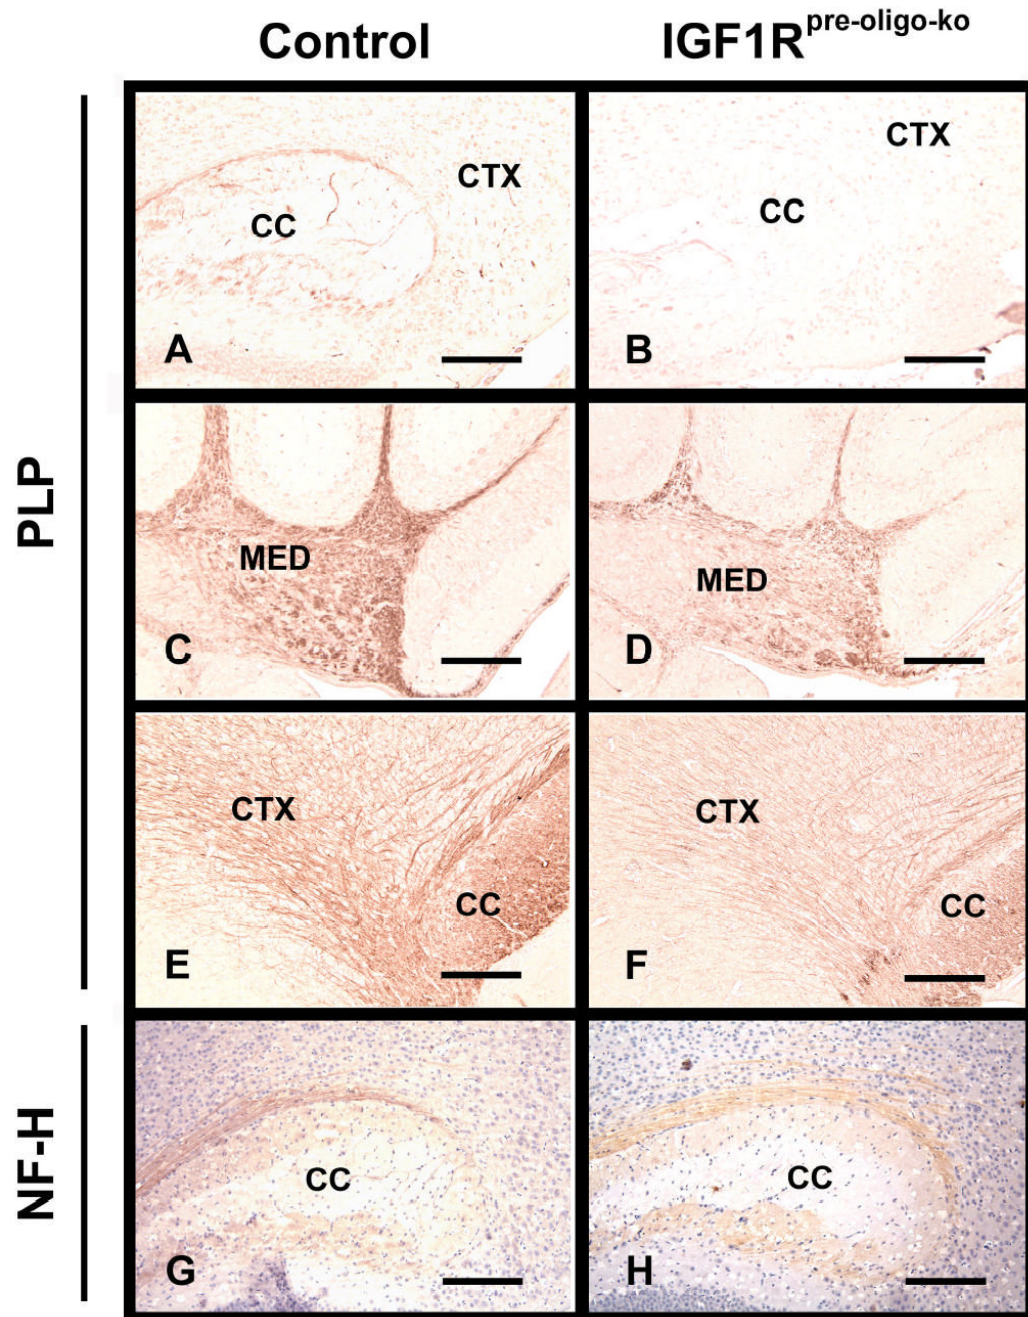 Control IGF1R^pre-oligo-ko
PLP
CTX
CC
A
CTX
CC
B
MED
C
MED
D
CTX
CC
E
CTX
CC
F
NF-H
CC
G
CC
H